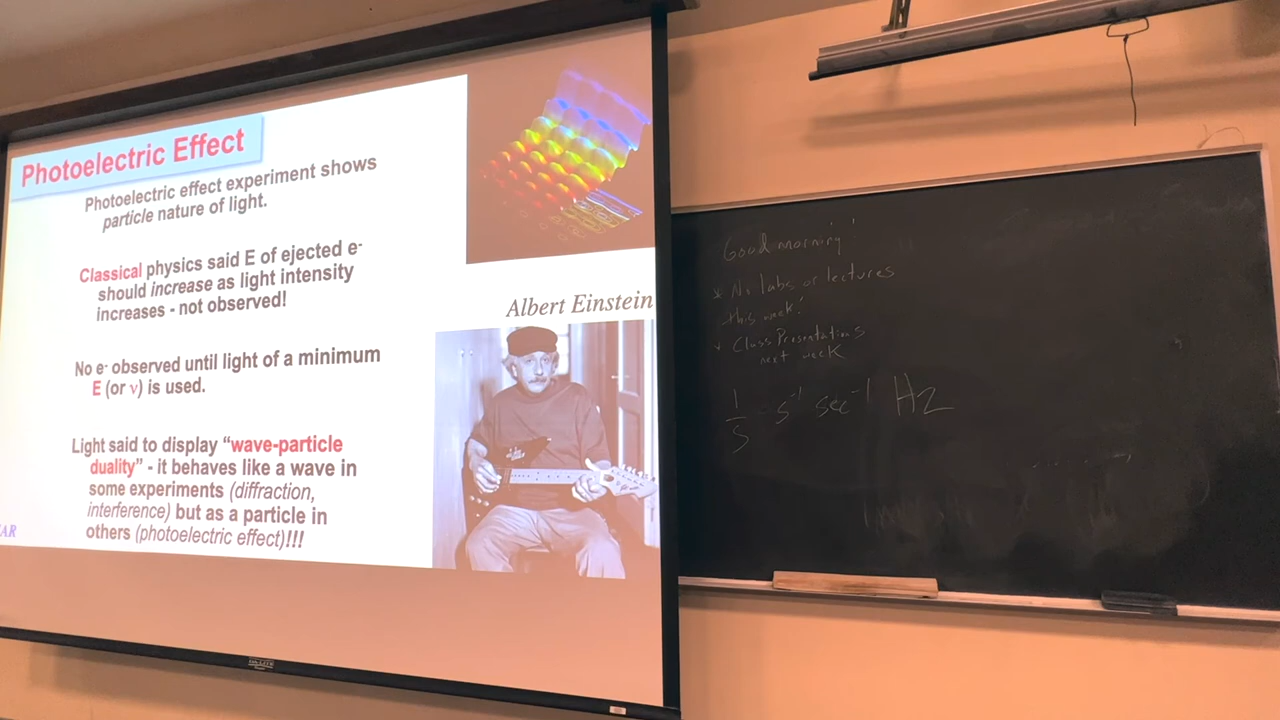 Photoelectric Effect
Photoelectric effect experiment shows
particle nature of light.
Classical physics said E of ejected e-
should increase as light intensity
increases - not observed!
No e- observed until light of a minimum
E (or ν) is used.
Light said to display “wave-particle
duality” - it behaves like a wave in
some experiments (diffraction,
interference) but as a particle in
others (photoelectric effect)!!!
AR
Albert Einstein
Good morning!
* No labs or lectures
this week!
* Class Presentations
next week
1/s s⁻¹ sec⁻¹ Hz